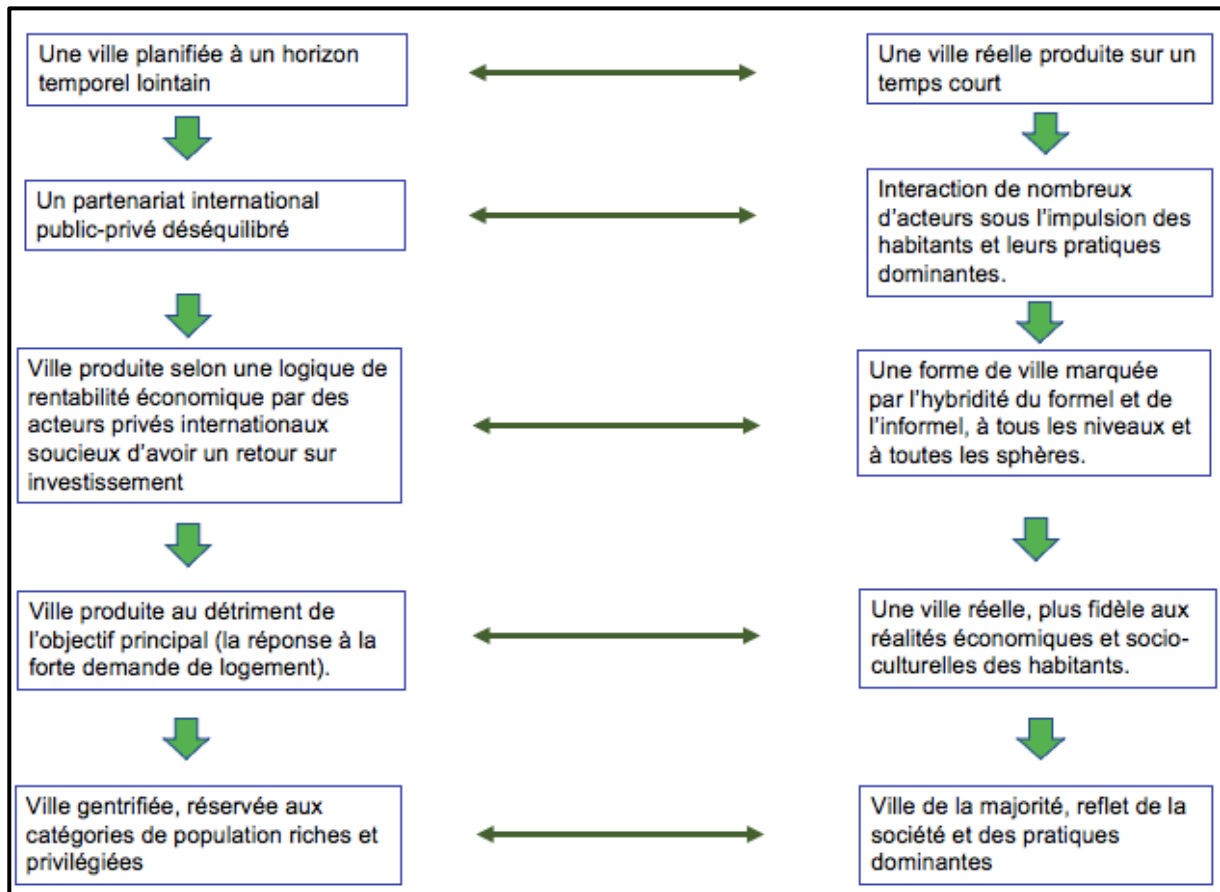 Une ville planifiée à un horizon
temporel lointain
Une ville réelle produite sur un
temps court
Un partenariat international
public-privé déséquilibré
Interaction de nombreux
d'acteurs sous l'impulsion des
habitants et leurs pratiques
dominantes.
Ville produite selon une logique de
rentabilité économique par des
acteurs privés internationaux
soucieux d'avoir un retour sur
investissement
Une forme de ville marquée
par l'hybridité du formel et de
l'informel, à tous les niveaux et
à toutes les sphères.
Ville produite au détriment de
l'objectif principal (la réponse à la
forte demande de logement).
Une ville réelle, plus fidèle aux
réalités économiques et socio-
culturelles des habitants.
Ville gentrifiée, réservée aux
catégories de population riches et
privilégiées
Ville de la majorité, reflet de la
société et des pratiques
dominantes